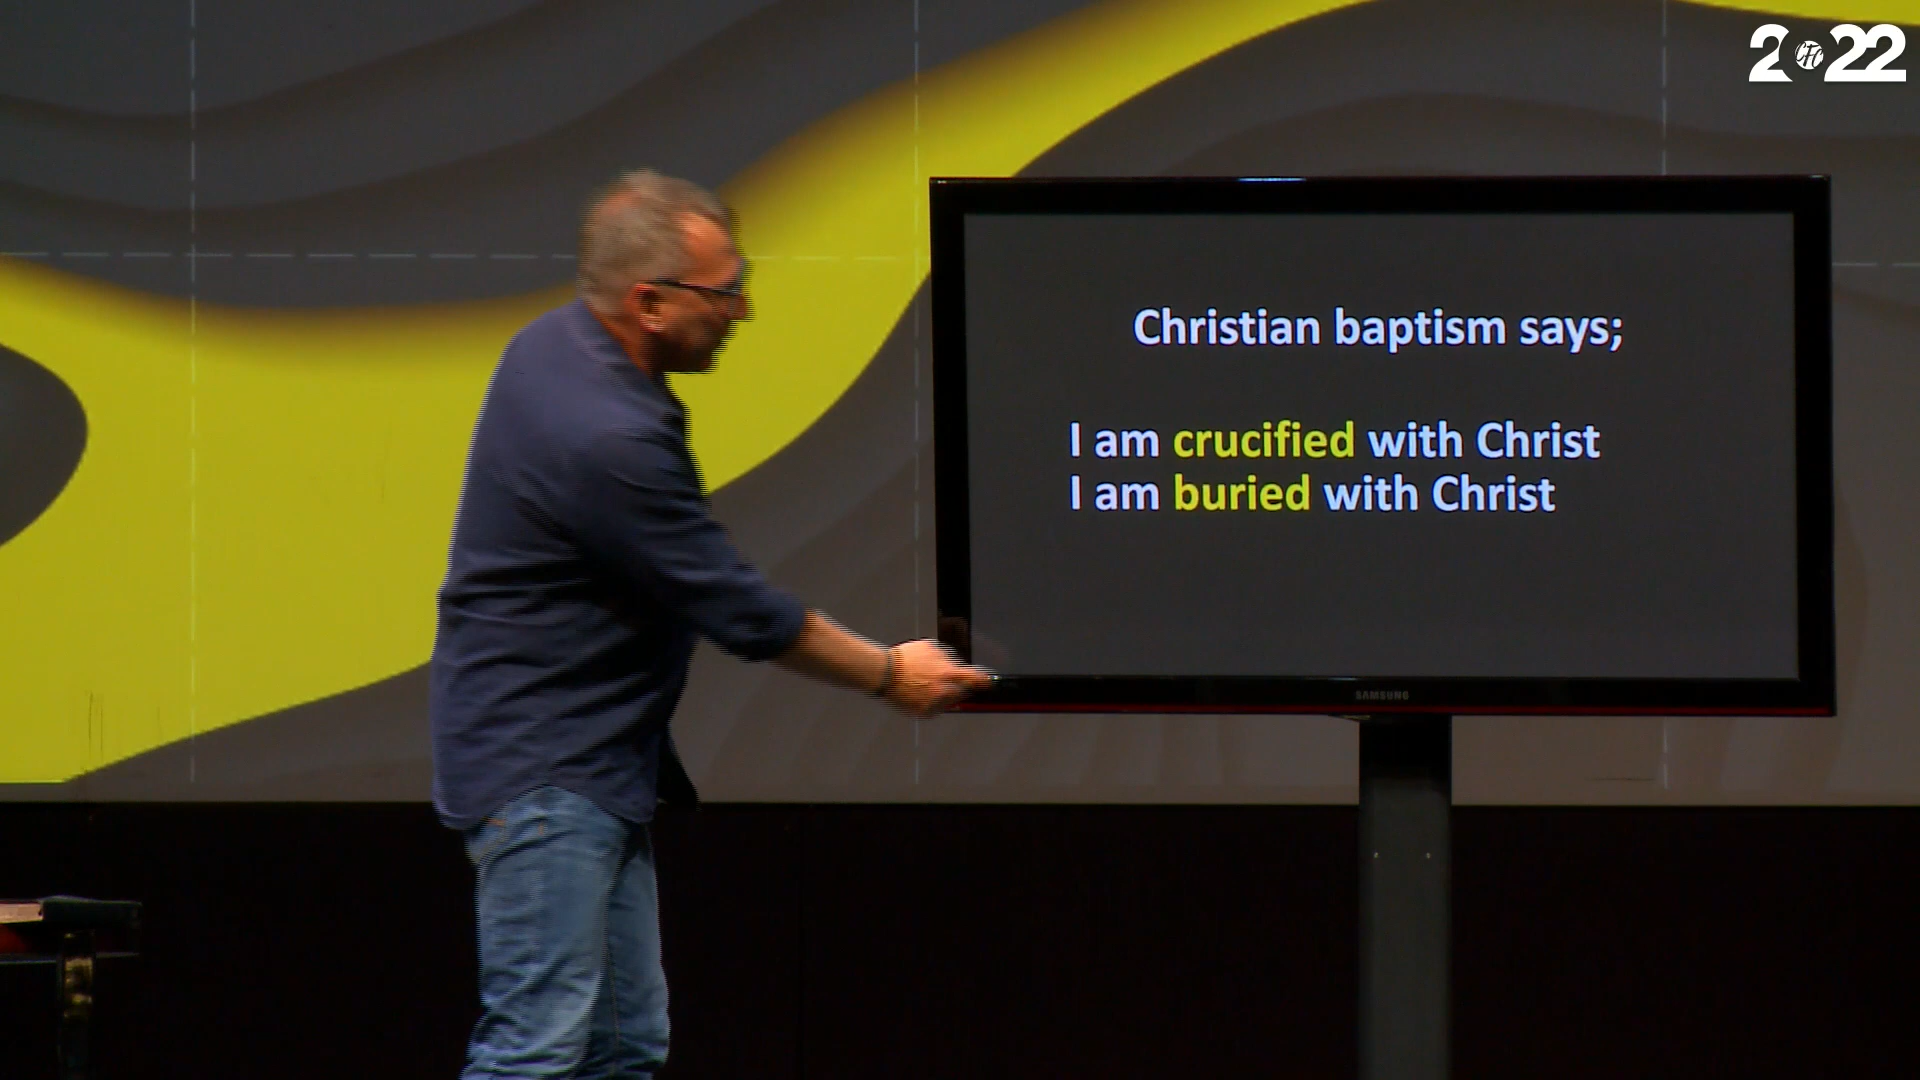 2022
Christian baptism says;
I am crucified with Christ
I am buried with Christ
SAMSUNG